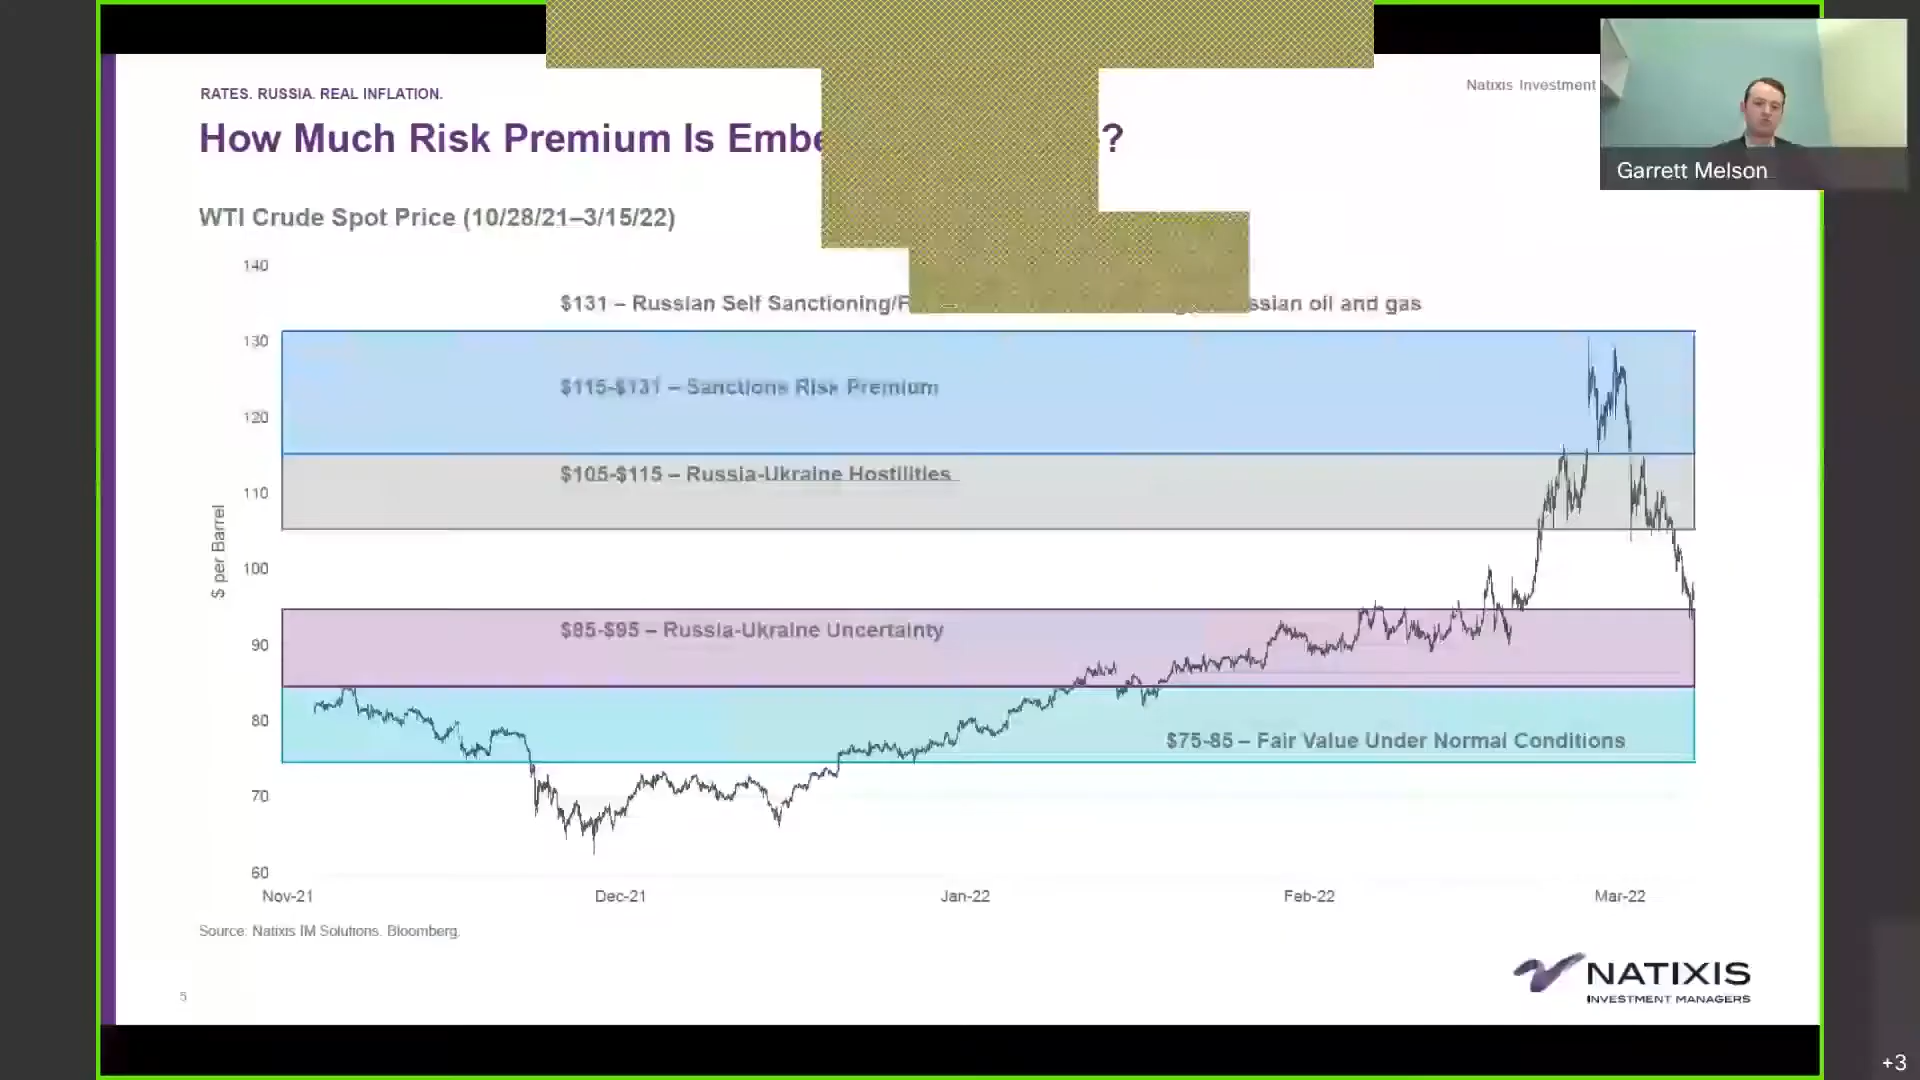 RATES. RUSSIA. REAL INFLATION.
Natixis Investment
How Much Risk Premium Is Embe ?
Garrett Melson
WTI Crude Spot Price (10/28/21–3/15/22)
140
$131 – Russian Self Sanctioning/F ssian oil and gas
130
$115-$131 – Sanctions Risk Premium
120
$105-$115 – Russia-Ukraine Hostilities
110
$ per Barrel
100
$85-$95 – Russia-Ukraine Uncertainty
90
80
$75-85 – Fair Value Under Normal Conditions
70
60
Nov-21 Dec-21 Jan-22 Feb-22 Mar-22
Source: Natixis IM Solutions. Bloomberg.
NATIXIS
INVESTMENT MANAGERS
5
+3